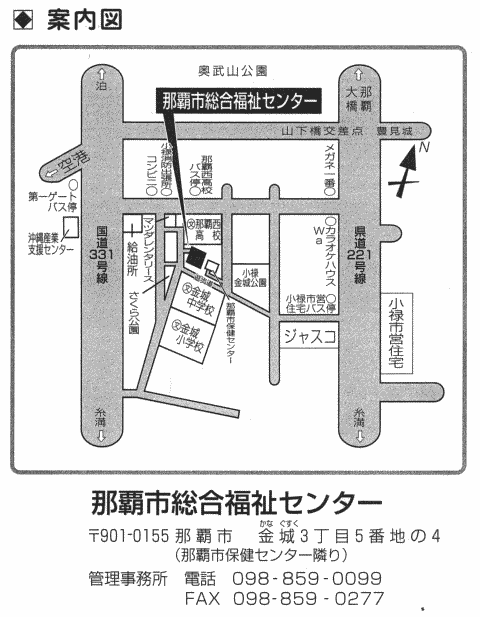 案内図
奥武山公園
泊
那覇大橋
那覇市総合福祉センター
山下橋交差点
豊見城
N
空港
第一ゲートバス停
小禄消防出張所
コンビニ
那覇西高校バス停
メガネ一番
沖縄産業支援センター
国道331号線
給油所
マツダレンタリース
那覇西高校
さくら公園
小禄金城公園
カラオケハウスWa
県道221号線
金城中学校
金城小学校
那覇市保健センター
小禄市営住宅バス停
ジャスコ
小禄市営住宅
糸満
糸満
那覇市総合福祉センター
かな ぐすく
〒901-0155 那覇市 金城3丁目5番地の4
(那覇市保健センター隣り)
管理事務所 電話 098-859-0099
FAX 098-859-0277